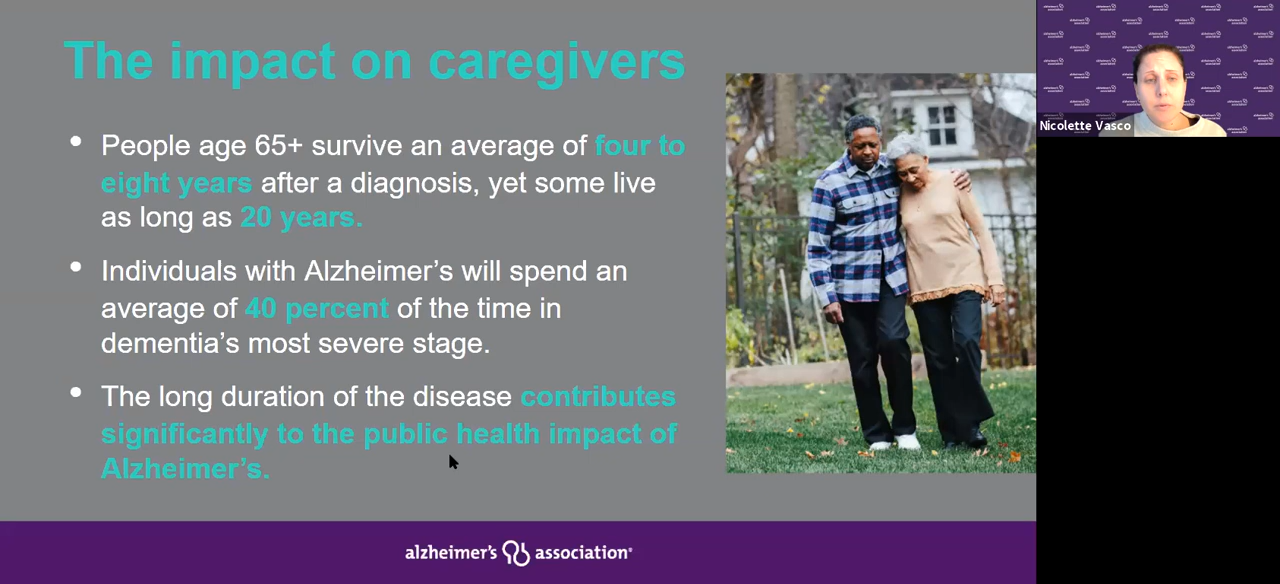 The impact on caregivers
• People age 65+ survive an average of four to
eight years after a diagnosis, yet some live
as long as 20 years.
• Individuals with Alzheimer’s will spend an
average of 40 percent of the time in
dementia’s most severe stage.
• The long duration of the disease contributes
significantly to the public health impact of
Alzheimer’s.
alzheimer's association®
Nicolette Vasco